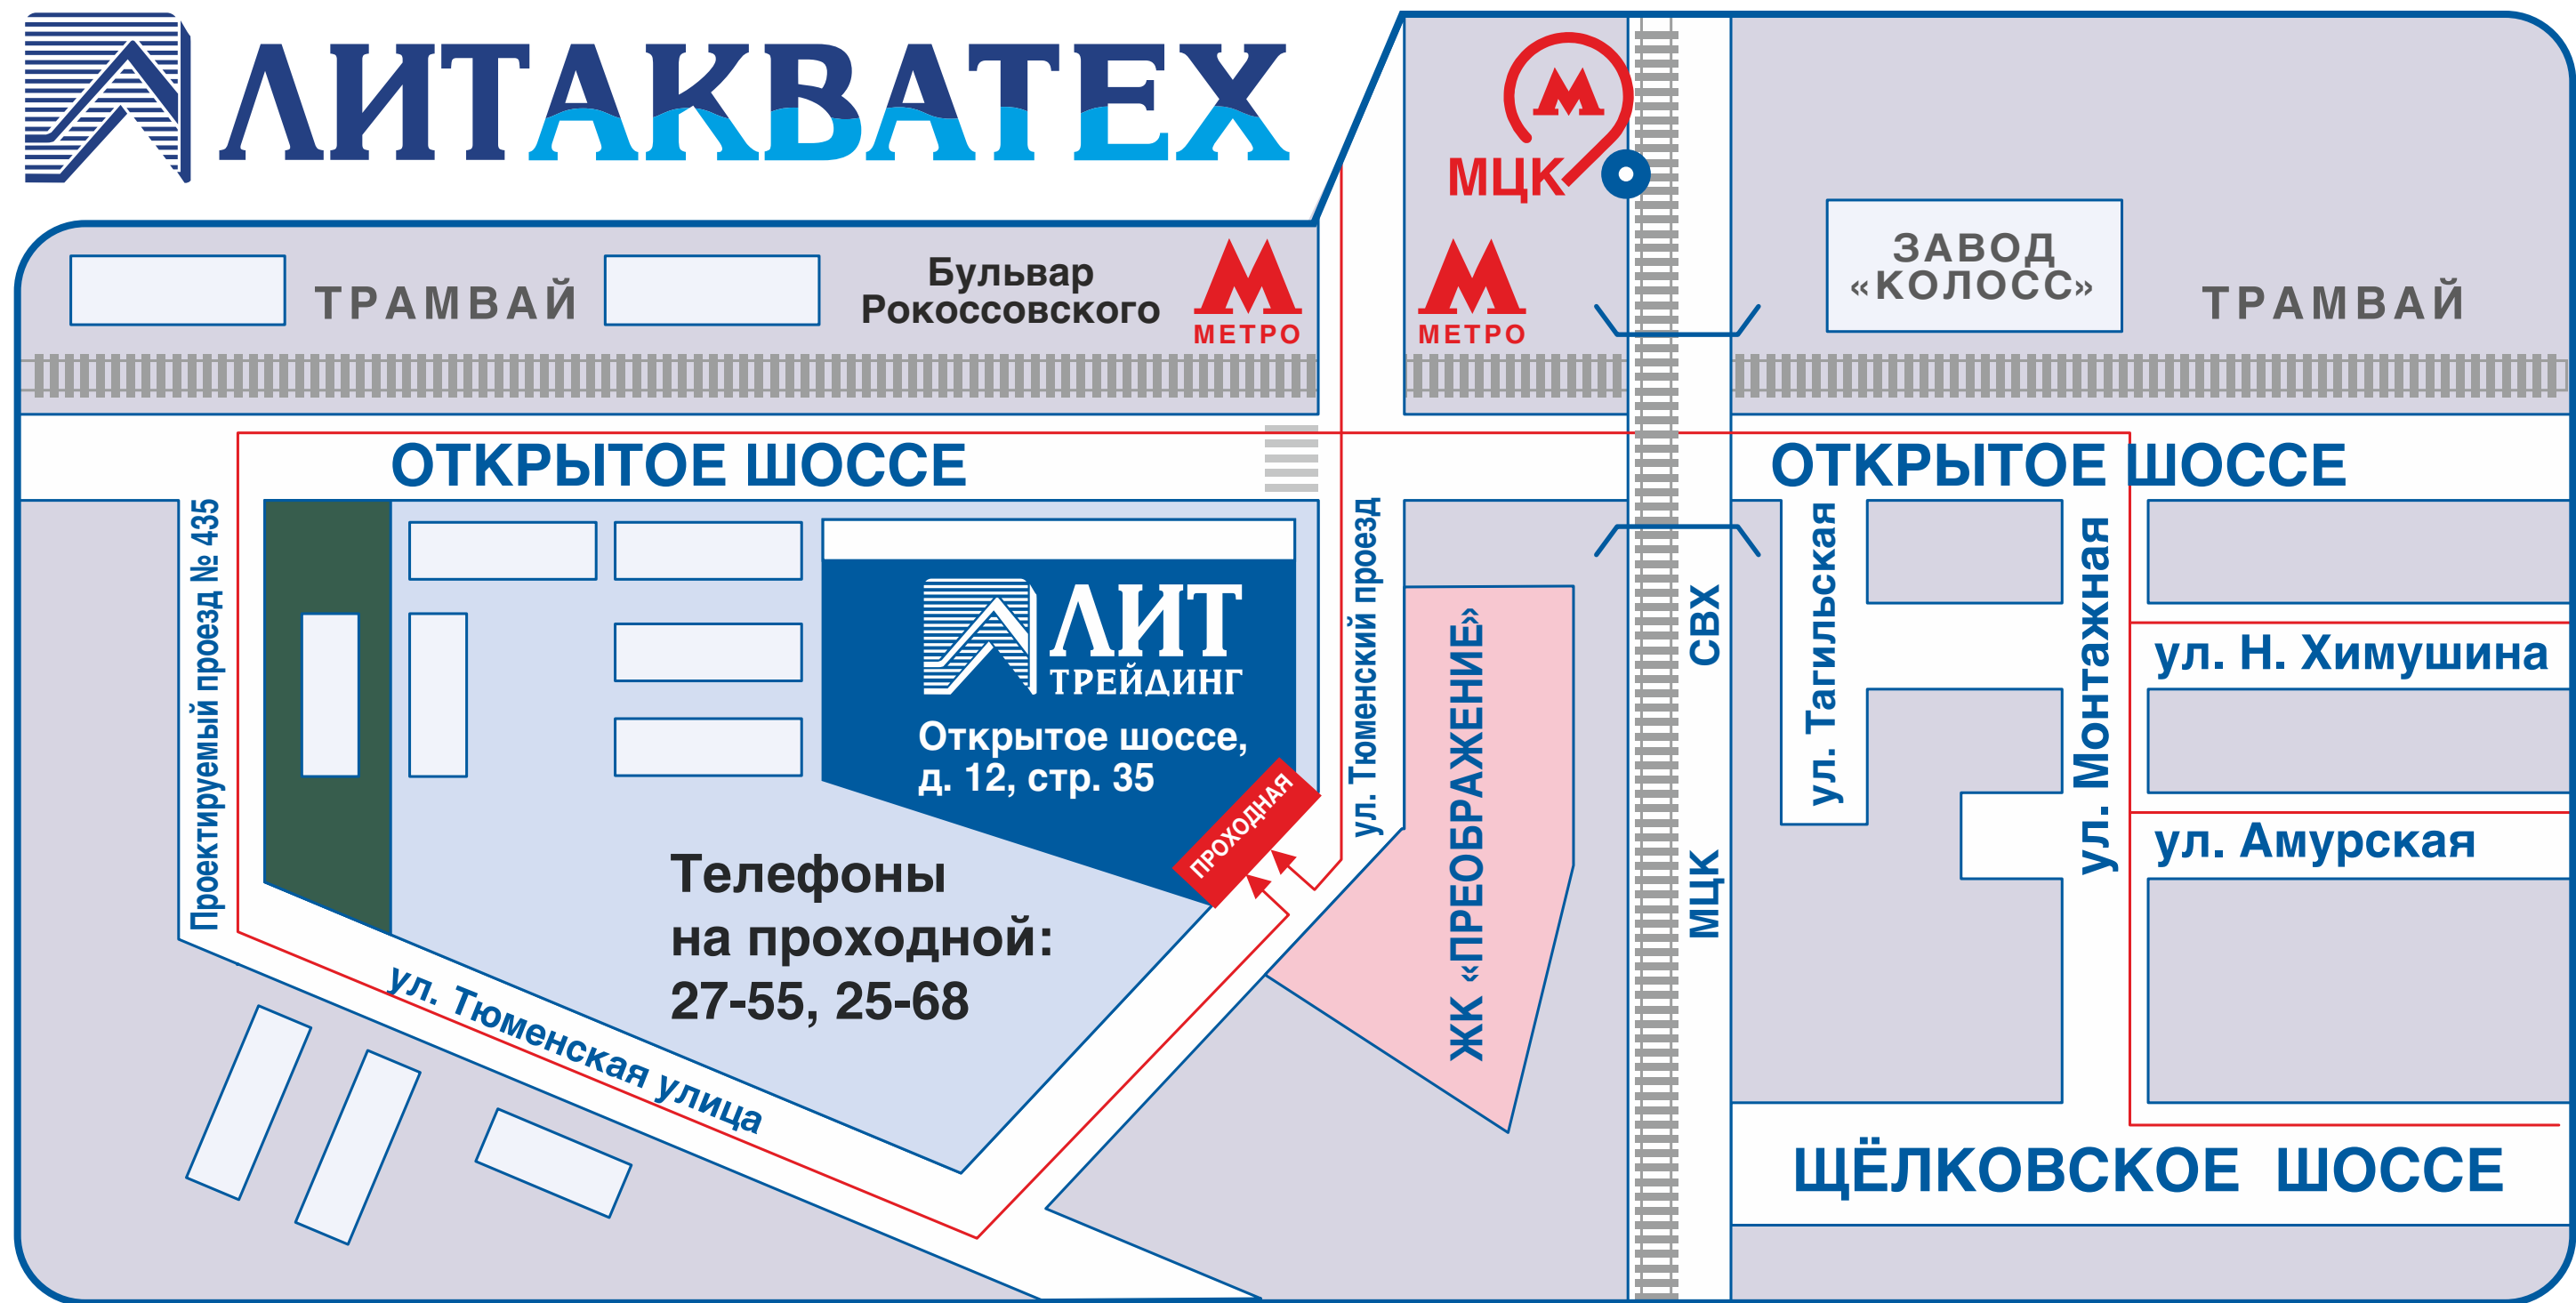 ЛИТАКВАТЕХ
МЦК
ТРАМВАЙ
Бульвар
Рокоссовского
МЕТРО
МЕТРО
ЗАВОД
«КОЛОСС»
ТРАМВАЙ
ОТКРЫТОЕ ШОССЕ
ОТКРЫТОЕ ШОССЕ
Проектируемый проезд № 435
ЛИТ
ТРЕЙДИНГ
Открытое шоссе,
д. 12, стр. 35
ПРОХОДНАЯ
ул. Тюменский проезд
ЖК «ПРЕОБРАЖЕНИЕ»
МЦК СВХ
ул. Тагильская
ул. Монтажная
ул. Н. Химушина
ул. Амурская
Телефоны
на проходной:
27-55, 25-68
ул. Тюменская улица
ЩЁЛКОВСКОЕ ШОССЕ